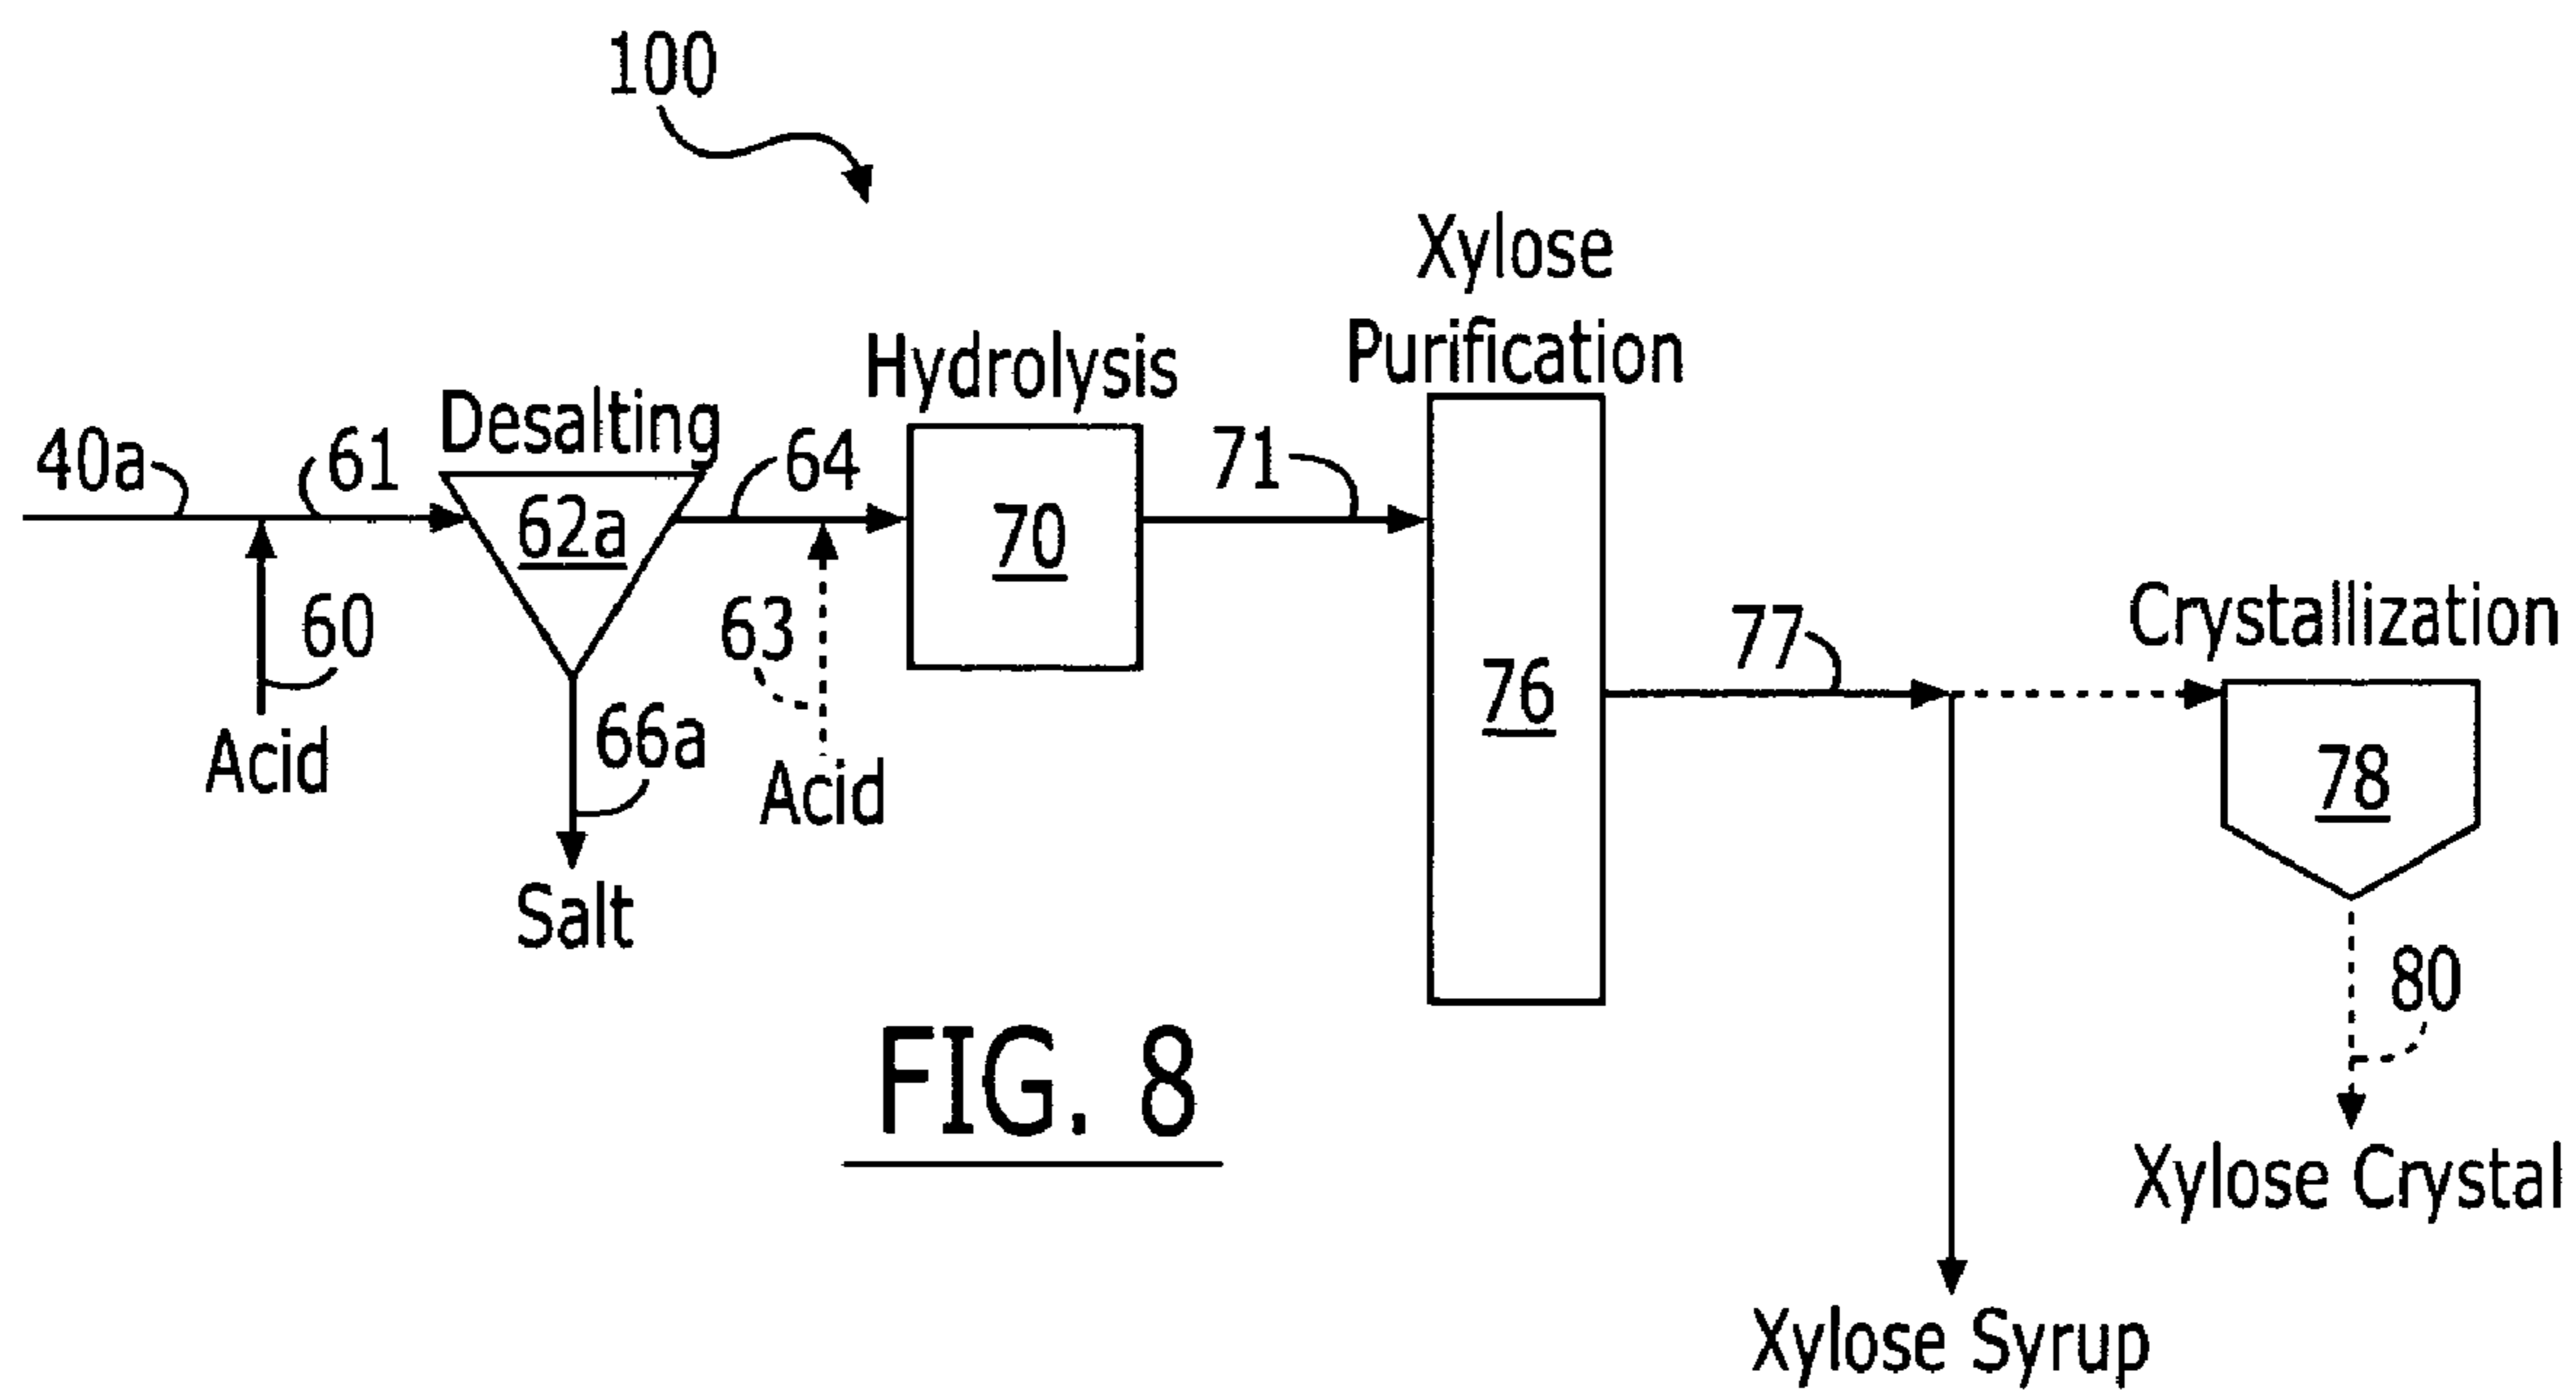 100
Xylose
Purification
Hydrolysis
Desalting
40a
61
64
71
62a
70
60
63
66a
76
77
Crystallization
78
Acid
Acid
Salt
80
FIG. 8
Xylose Crystal
Xylose Syrup